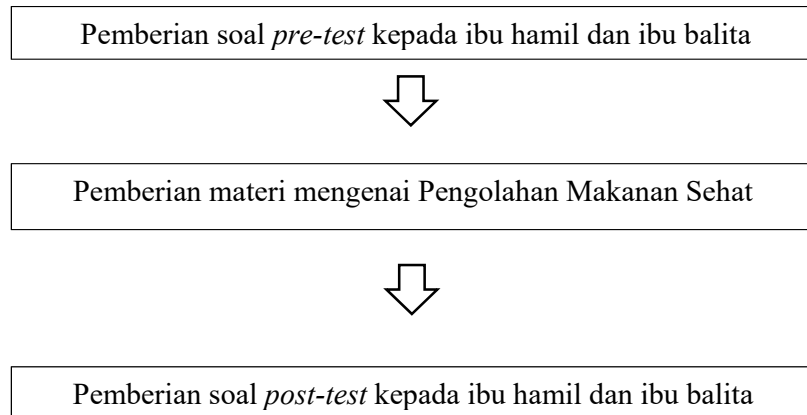 Pemberian soal pre-test kepada ibu hamil dan ibu balita
Pemberian materi mengenai Pengolahan Makanan Sehat
Pemberian soal post-test kepada ibu hamil dan ibu balita